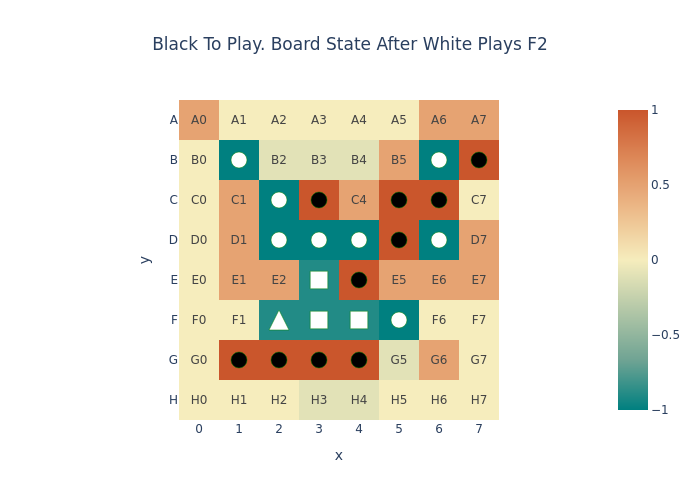 Black To Play. Board State After White Plays F2
A A0 A1 A2 A3 A4 A5 A6 A7
B B0 B2 B3 B4 B5
C C0 C1 C4 C7
D D0 D1 D7
E E0 E1 E2 E5 E6 E7
F F0 F1 F6 F7
G G0 G5 G6 G7
H H0 H1 H2 H3 H4 H5 H6 H7
0 1 2 3 4 5 6 7
x
y
1
0.5
0
−0.5
−1